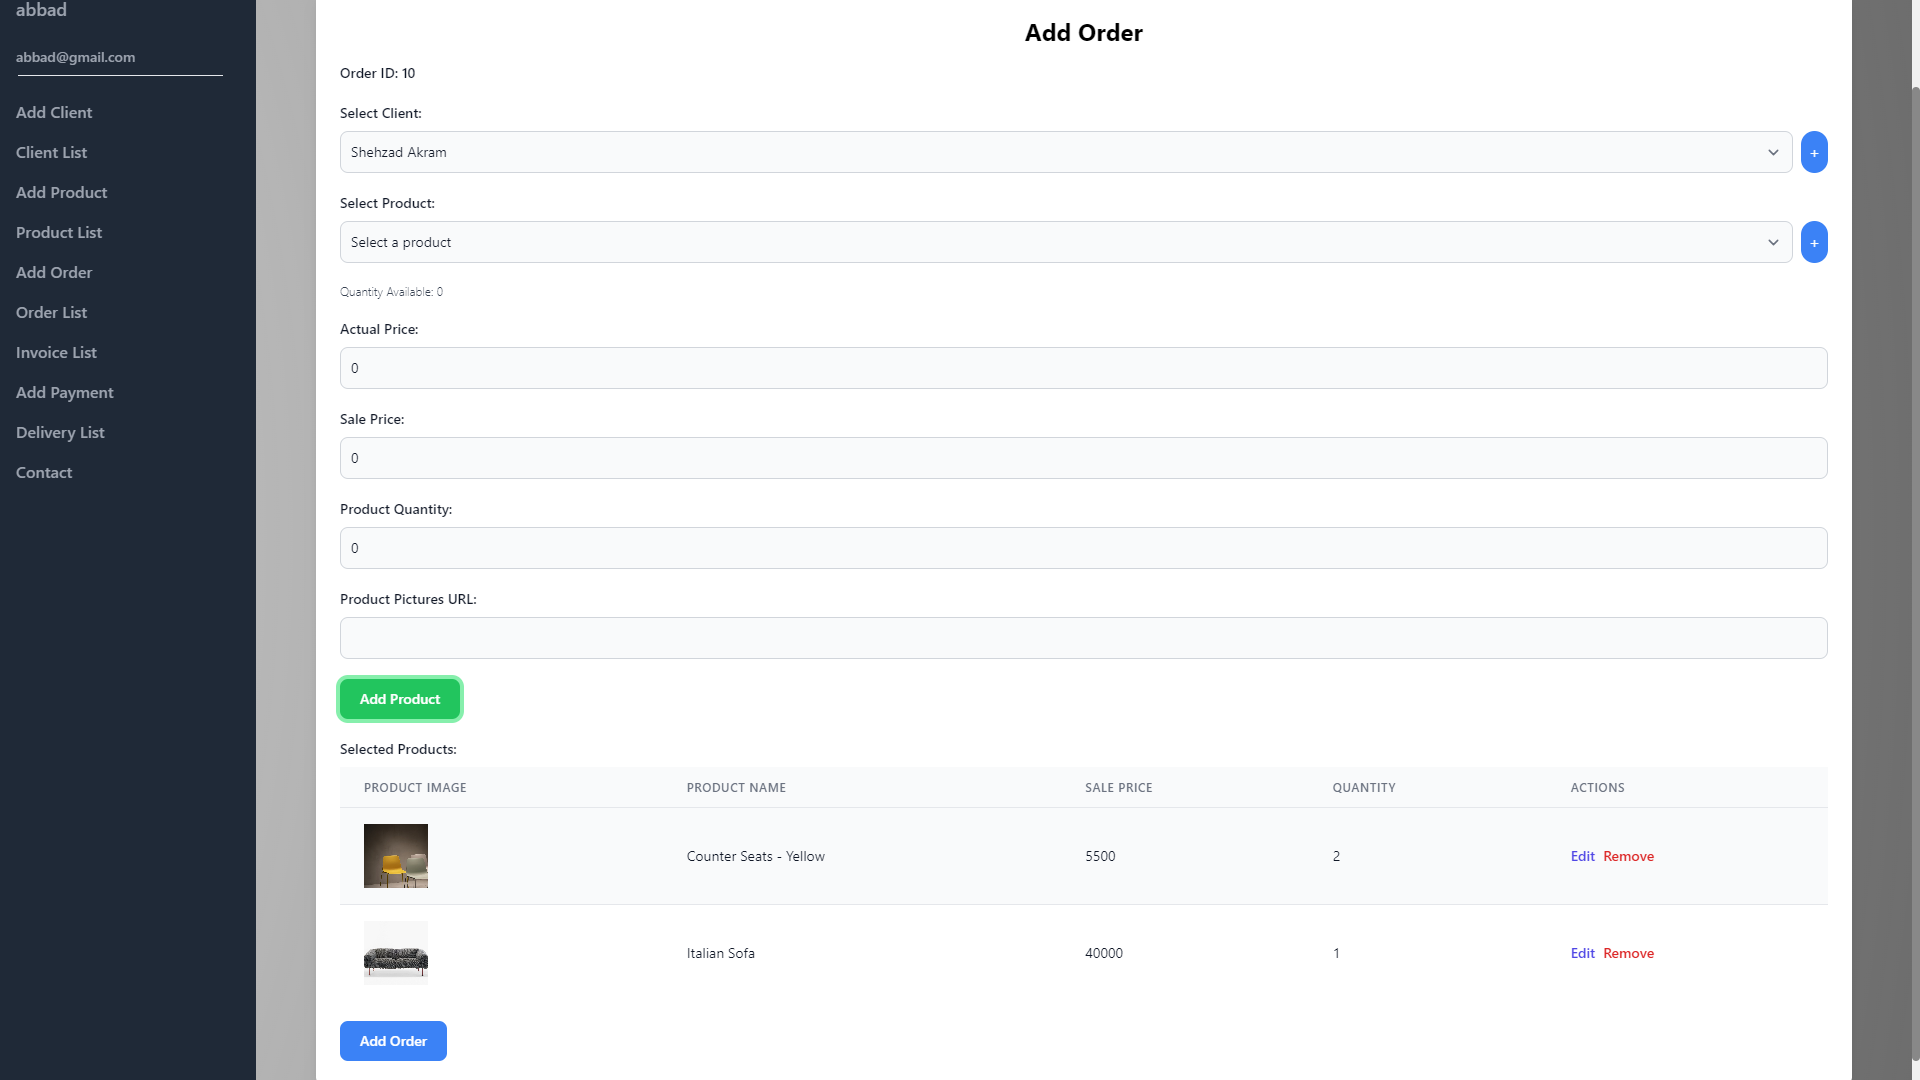 abbad
abbad@gmail.com
Add Client
Client List
Add Product
Product List
Add Order
Order List
Invoice List
Add Payment
Delivery List
Contact
Add Order
Order ID: 10
Select Client:
Shehzad Akram
+
Select Product:
Select a product
+
Quantity Available: 0
Actual Price:
0
Sale Price:
0
Product Quantity:
0
Product Pictures URL:
Add Product
Selected Products:
PRODUCT IMAGE PRODUCT NAME SALE PRICE QUANTITY ACTIONS
Counter Seats - Yellow 5500 2 Edit Remove
Italian Sofa 40000 1 Edit Remove
Add Order